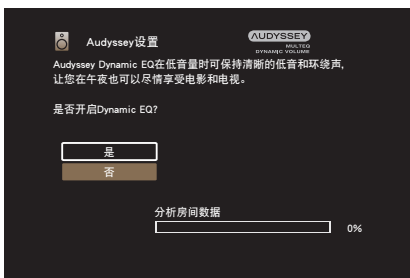 Audyssey设置
AUDYSSEY
MULTEQ
DYNAMIC VOLUME
Audyssey Dynamic EQ在低音量时可保持清晰的低音和环绕声,
让您在午夜也可以尽情享受电影和电视。
是否开启Dynamic EQ?
是
否
分析房间数据
0%